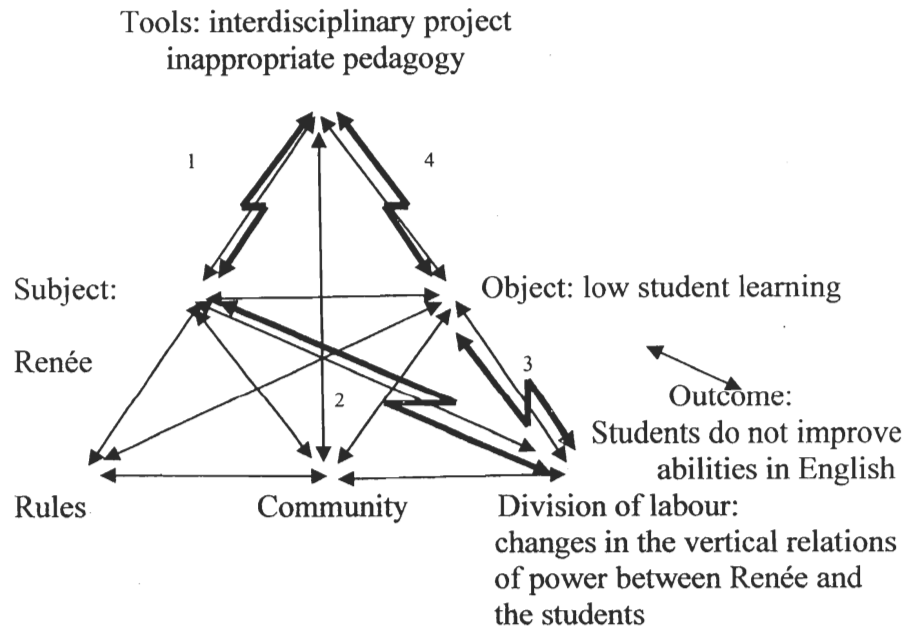 Tools: interdisciplinary project
inappropriate pedagogy
1
4
Subject:
Object: low student learning
Renée
3
2
Outcome:
Students do not improve
abilities in English
Rules
Community
Division of labour:
changes in the vertical relations
of power between Renée and
the students